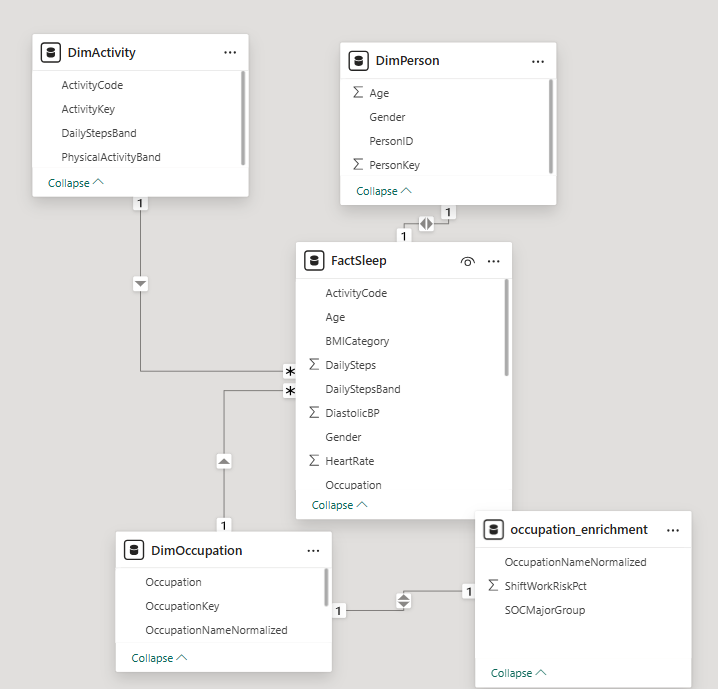 DimActivity
ActivityCode
ActivityKey
DailyStepsBand
PhysicalActivityBand
Collapse
1
DimPerson
Σ Age
Gender
PersonID
Σ PersonKey
Collapse
1
1
FactSleep
ActivityCode
Age
BMICategory
Σ DailySteps
DailyStepsBand
Σ DiastolicBP
Gender
Σ HeartRate
Occupation
Collapse
*
*
1
DimOccupation
Occupation
OccupationKey
OccupationNameNormalized
Collapse
1
1
occupation_enrichment
OccupationNameNormalized
Σ ShiftWorkRiskPct
SOCMajorGroup
Collapse